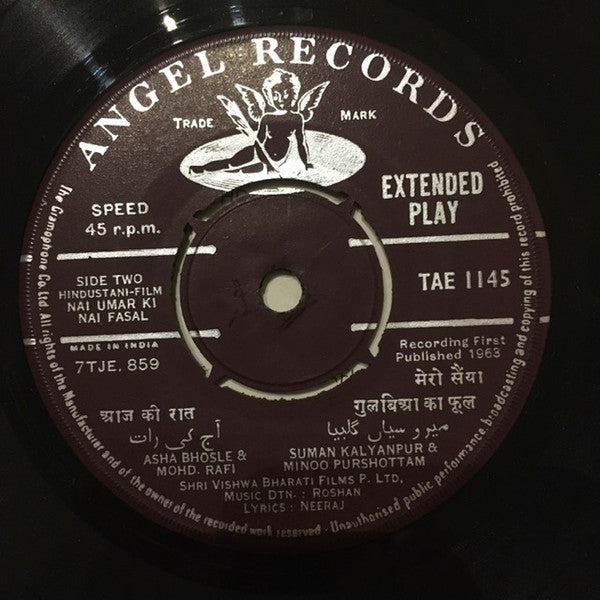 ANGEL RECORDS
TRADE MARK
SPEED
45 r.p.m.
EXTENDED
PLAY
SIDE TWO
HINDUSTANI-FILM
NAI UMAR KI
NAI FASAL
TAE 1145
MADE IN INDIA
7TJE. 859
Recording First
Published 1963
आज की रात
آج کی رات
ASHA BHOSLE &
MOHD. RAFI
मेरो सैंया
गुलबिआ का फूल
میرو سیاں گلبیا
SUMAN KALYANPUR &
MINOO PURSHOTTAM
SHRI VISHWA BHARATI FILMS P. LTD.
MUSIC DTN. : ROSHAN
LYRICS : NEERAJ
The Gramophone Co. Ltd. All rights of the Manufacturer and of the owner of the recorded work reserved · Unauthorised public performance, broadcasting and copying of this record prohibited